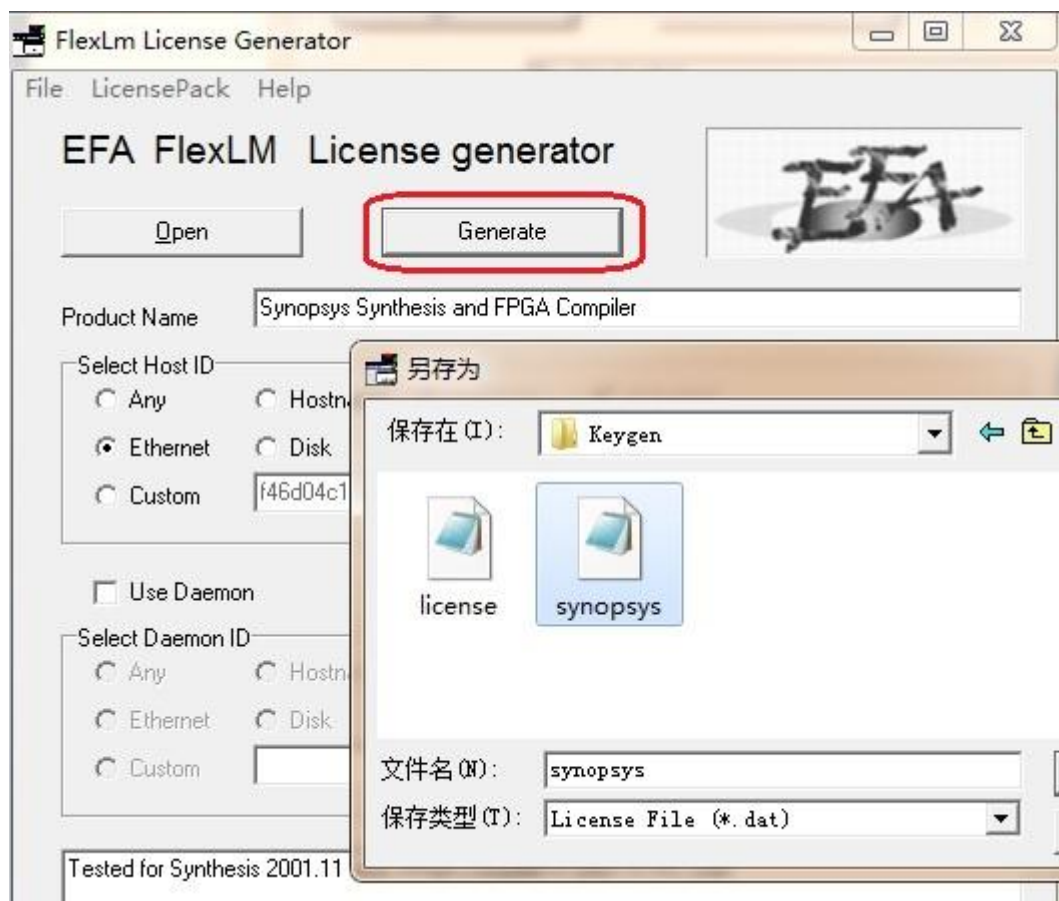 FlexLm License Generator
File LicensePack Help
EFA FlexLM License generator
EFA
Open
Generate
Product Name
Synopsys Synthesis and FPGA Compiler
Select Host ID
Any
Ethernet
Disk
Custom
f46d04c1
Use Daemon
Select Daemon ID
Any
Ethernet
Disk
Custom
Tested for Synthesis 2001.11
另存为
保存在(I):
Keygen
license
synopsys
文件名(N):
synopsys
保存类型(T):
License File (*.dat)